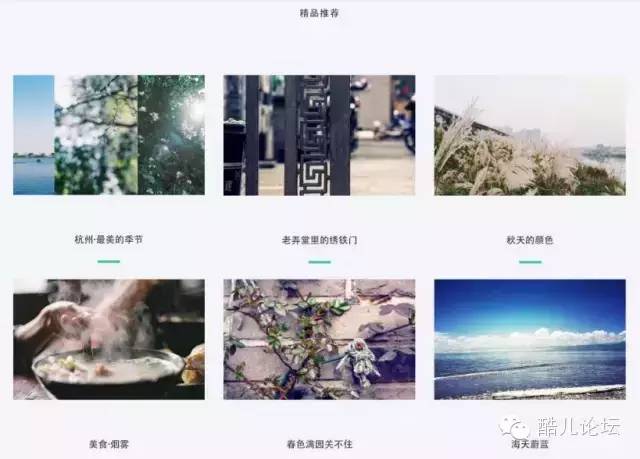 精品推荐
杭州·最美的季节
老弄堂里的绣铁门
秋天的颜色
美食·烟雾
春色满园关不住
海天蔚蓝
酷儿论坛